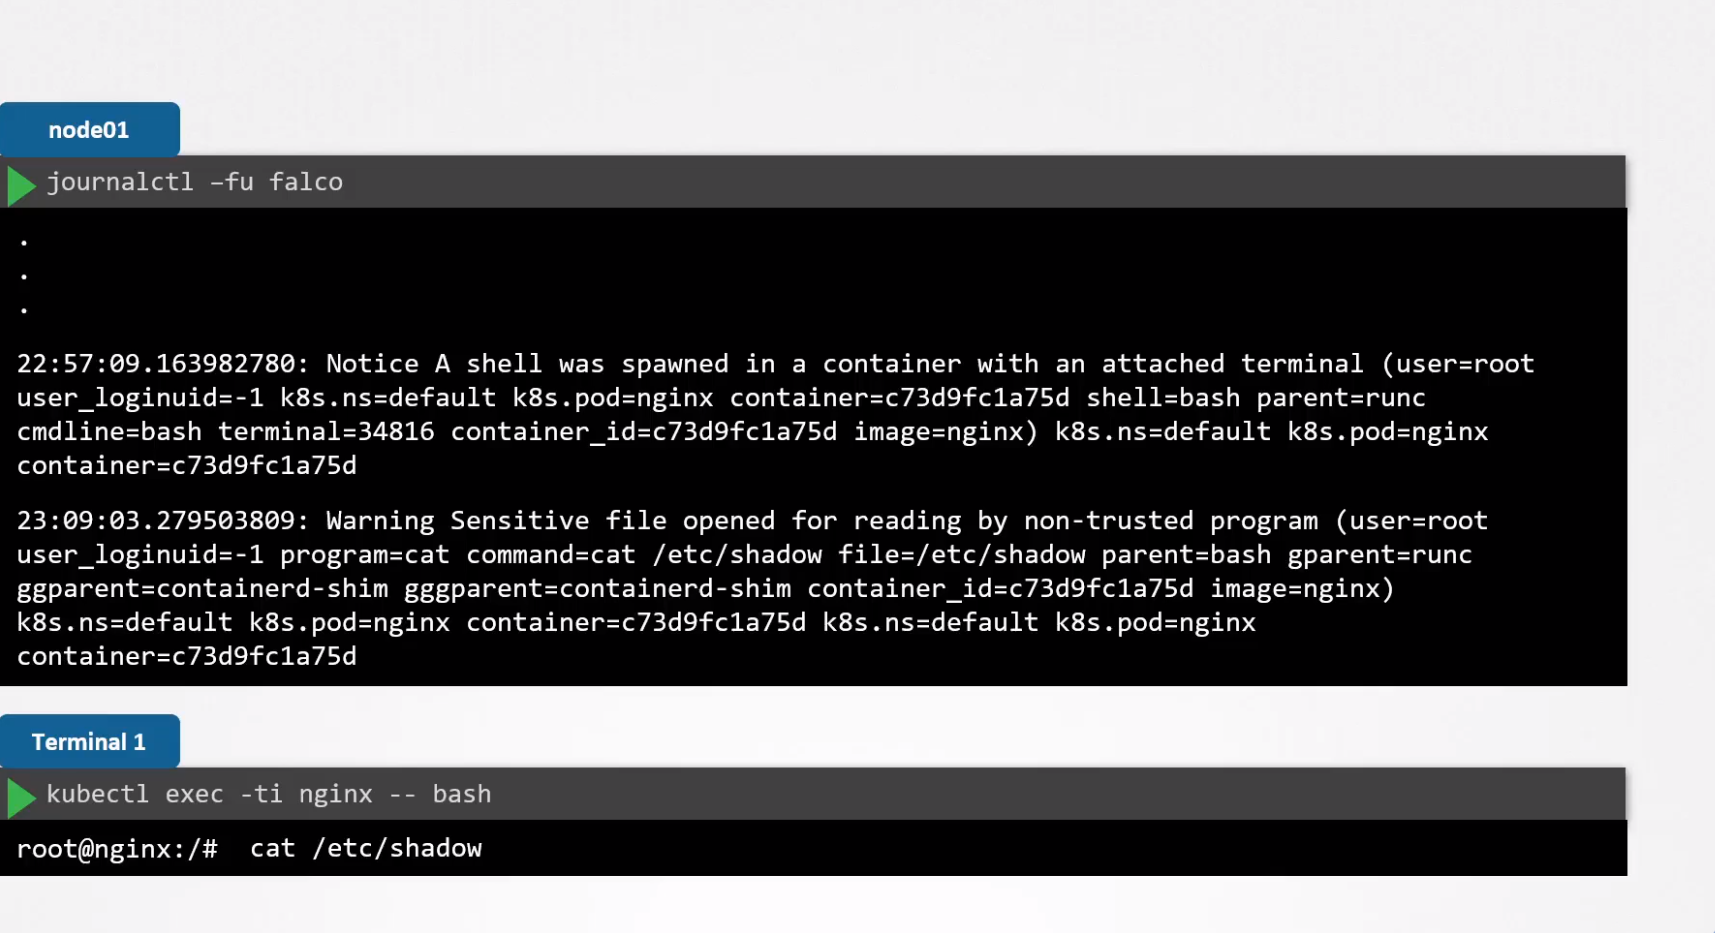 node01
journalctl –fu falco
.
.
.
22:57:09.163982780: Notice A shell was spawned in a container with an attached terminal (user=root
user_loginuid=-1 k8s.ns=default k8s.pod=nginx container=c73d9fc1a75d shell=bash parent=runc
cmdline=bash terminal=34816 container_id=c73d9fc1a75d image=nginx) k8s.ns=default k8s.pod=nginx
container=c73d9fc1a75d
23:09:03.279503809: Warning Sensitive file opened for reading by non-trusted program (user=root
user_loginuid=-1 program=cat command=cat /etc/shadow file=/etc/shadow parent=bash gparent=runc
ggparent=containerd-shim gggparent=containerd-shim container_id=c73d9fc1a75d image=nginx)
k8s.ns=default k8s.pod=nginx container=c73d9fc1a75d k8s.ns=default k8s.pod=nginx
container=c73d9fc1a75d
Terminal 1
kubectl exec -ti nginx -- bash
root@nginx:/# cat /etc/shadow